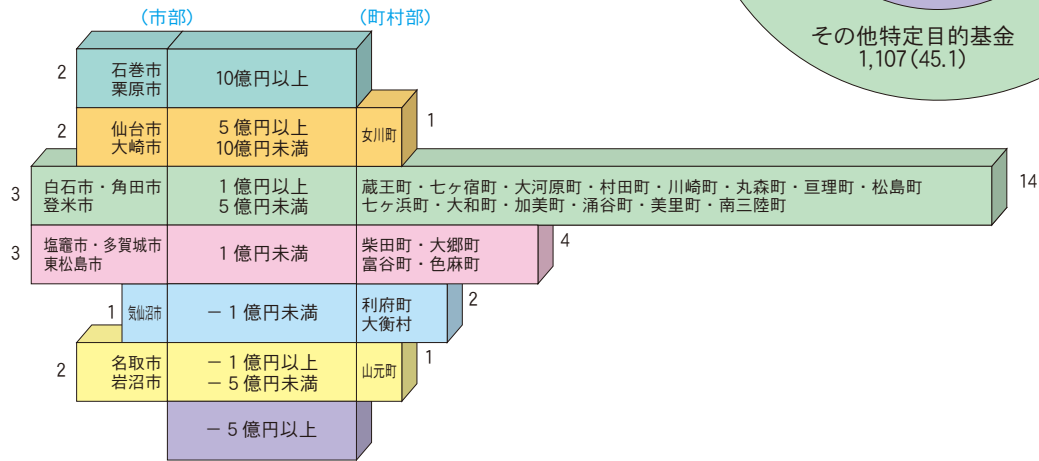 (市部)
(町村部)
その他特定目的基金
1,107(45.1)
2
石巻市
栗原市
10億円以上
2
仙台市
大崎市
5億円以上
10億円未満
女川町
1
3
白石市・角田市
登米市
1億円以上
5億円未満
蔵王町・七ヶ宿町・大河原町・村田町・川崎町・丸森町・亘理町・松島町
七ヶ浜町・大和町・加美町・涌谷町・美里町・南三陸町
14
3
塩竈市・多賀城市
東松島市
1億円未満
柴田町・大郷町
富谷町・色麻町
4
1
気仙沼市
−1億円未満
利府町
大衡村
2
2
名取市
岩沼市
−1億円以上
−5億円未満
山元町
1
−5億円以上